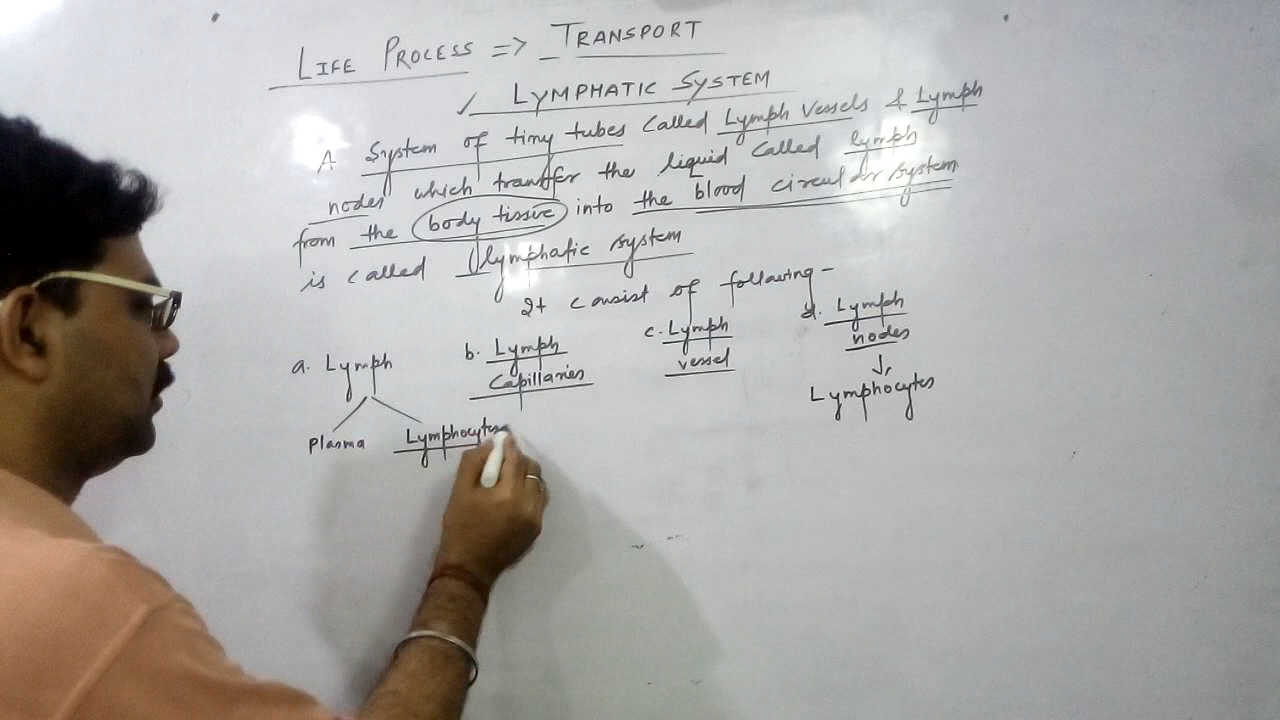 LIFE PROCESS => TRANSPORT
✓ LYMPHATIC SYSTEM
A System of tiny tubes called Lymph Vessels & Lymph
nodes which transfer the liquid called lymph
from the body tissue into the blood circular system
is called lymphatic system
It consist of following -
a. Lymph
b. Lymph
Capillaries
c. Lymph
vessel
d. Lymph
nodes
↓
Lymphocytes
Plasma
Lymphocytes